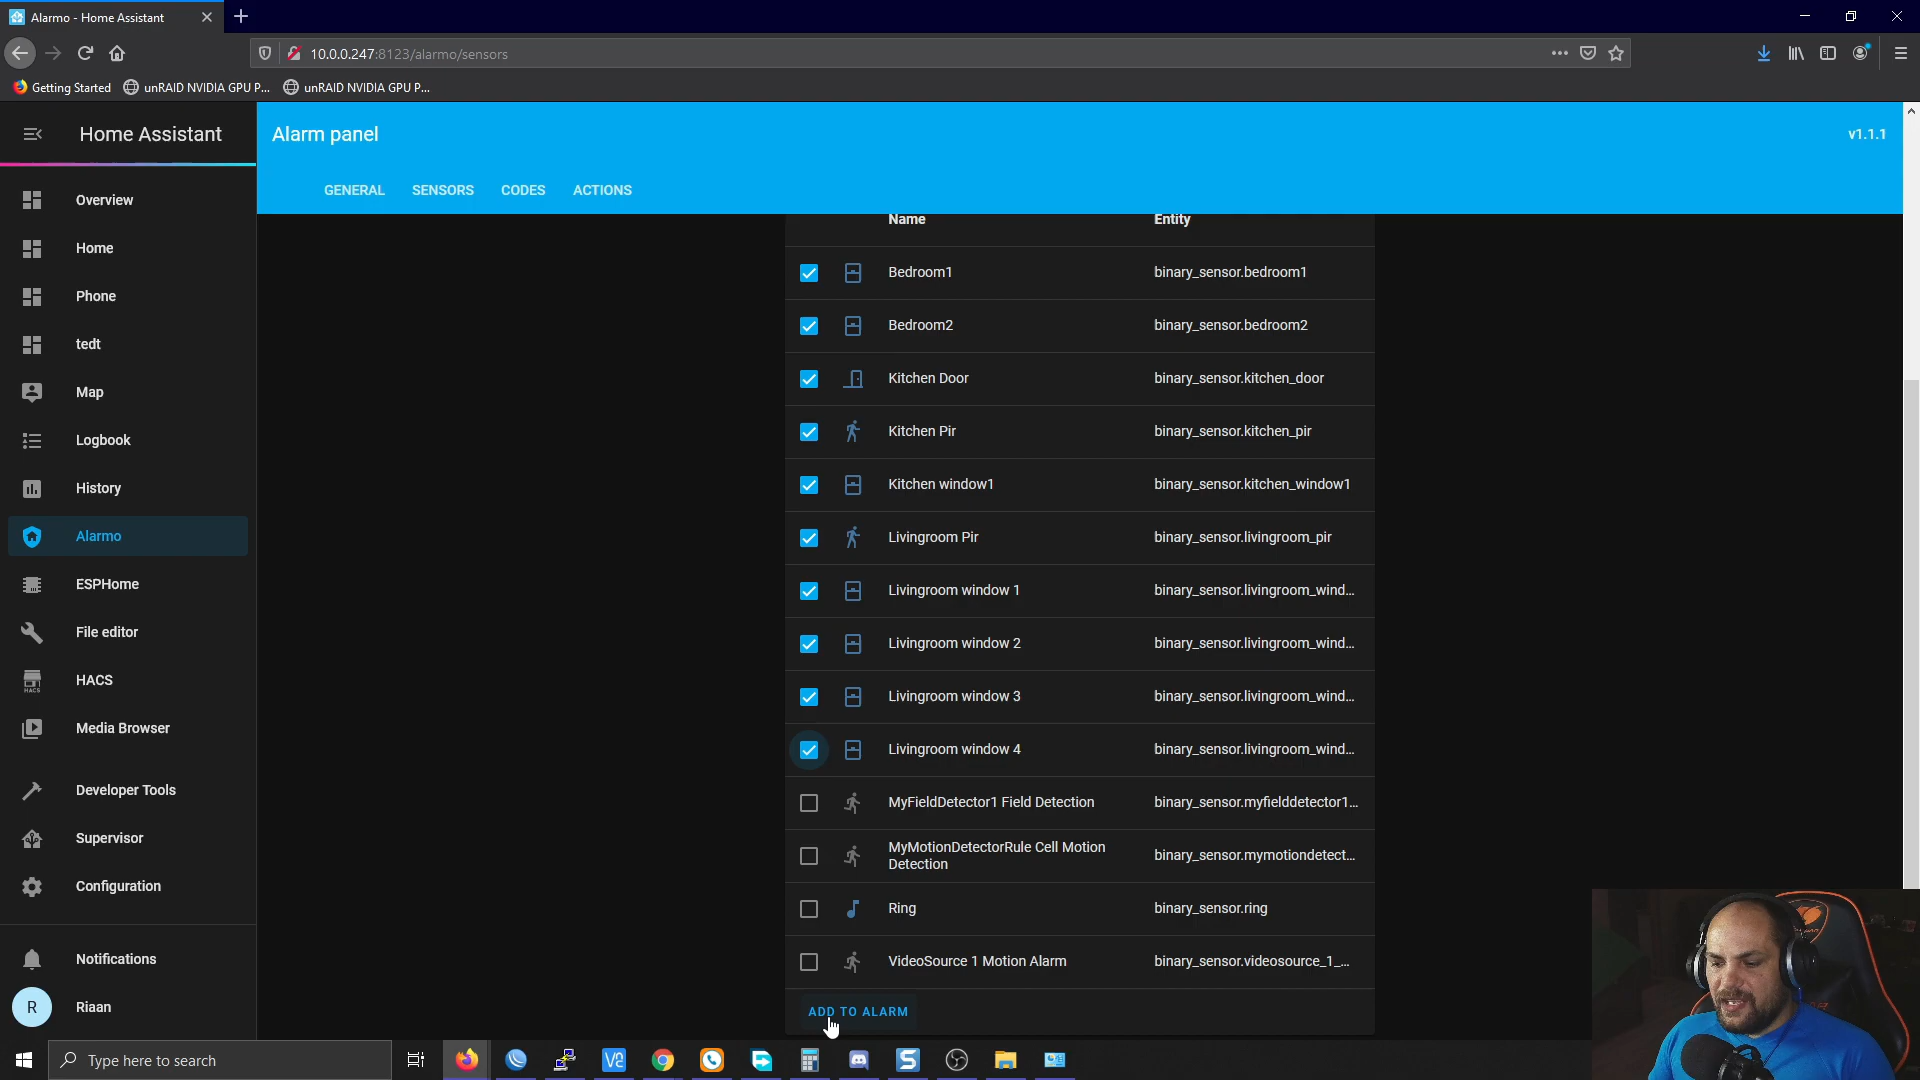 Alarmo - Home Assistant
10.0.0.247:8123/alarmo/sensors
Getting Started
unRAID NVIDIA GPU P...
unRAID NVIDIA GPU P...
Home Assistant
Alarm panel
v1.1.1
GENERAL
SENSORS
CODES
ACTIONS
Overview
Home
Phone
tedt
Map
Logbook
History
Alarmo
ESPHome
File editor
HACS
HACS
Media Browser
Developer Tools
Supervisor
Configuration
Notifications
R
Riaan
Name
Entity
Bedroom1
binary_sensor.bedroom1
Bedroom2
binary_sensor.bedroom2
Kitchen Door
binary_sensor.kitchen_door
Kitchen Pir
binary_sensor.kitchen_pir
Kitchen window1
binary_sensor.kitchen_window1
Livingroom Pir
binary_sensor.livingroom_pir
Livingroom window 1
binary_sensor.livingroom_wind...
Livingroom window 2
binary_sensor.livingroom_wind...
Livingroom window 3
binary_sensor.livingroom_wind...
Livingroom window 4
binary_sensor.livingroom_wind...
MyFieldDetector1 Field Detection
binary_sensor.myfielddetector1...
MyMotionDetectorRule Cell Motion
Detection
binary_sensor.mymotiondetect...
Ring
binary_sensor.ring
VideoSource 1 Motion Alarm
binary_sensor.videosource_1_...
ADD TO ALARM
Type here to search